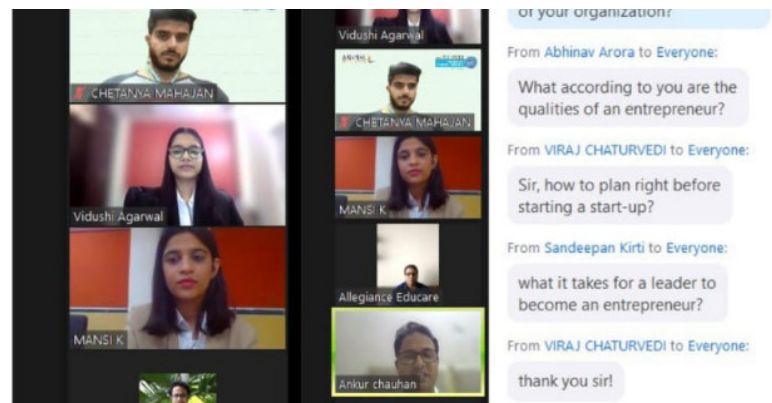 CHETANYA MAHAJAN
Vidushi Agarwal
MANSI K
Vidushi Agarwal
CHETANYA MAHAJAN
MANSI K
Allegiance Educare
Ankur chauhan
of your organization?
From Abhinav Arora to Everyone:
What according to you are the
qualities of an entrepreneur?
From VIRAJ CHATURVEDI to Everyone:
Sir, how to plan right before
starting a start-up?
From Sandeepan Kirti to Everyone:
what it takes for a leader to
become an entrepreneur?
From VIRAJ CHATURVEDI to Everyone:
thank you sir!